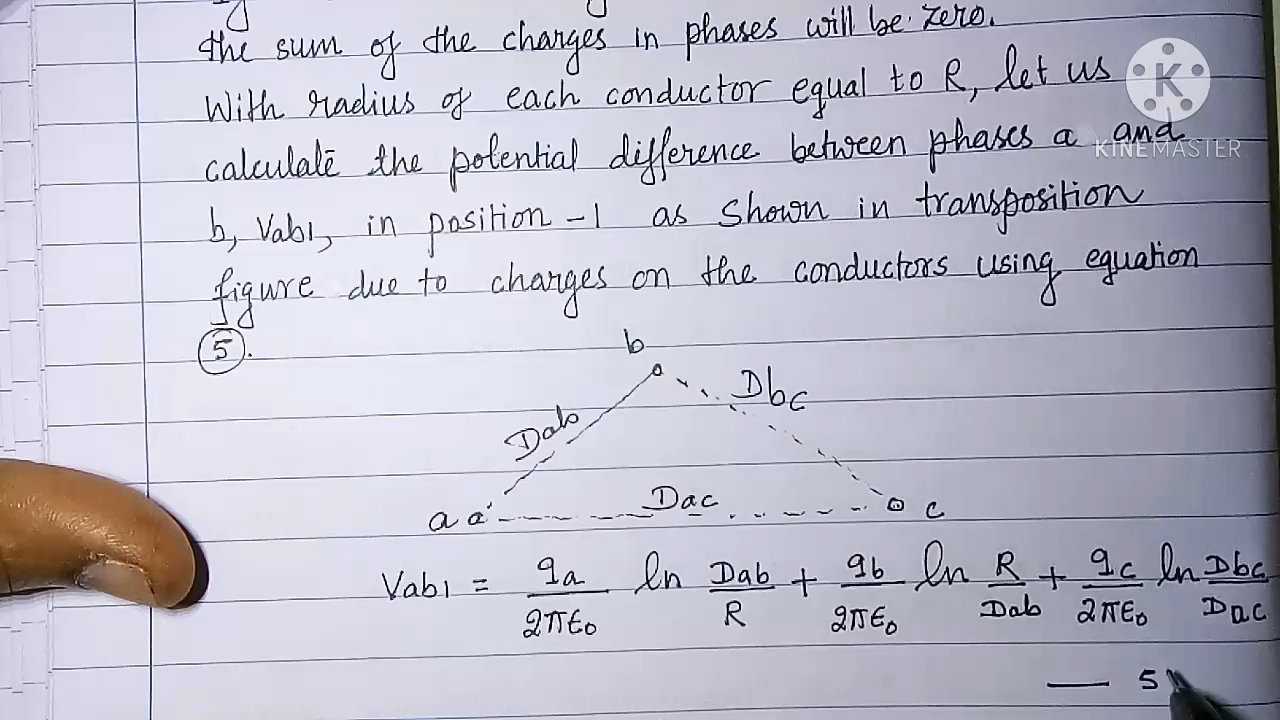 the sum of the charges in phases will be zero.
With radius of each conductor equal to R, let us
calculate the potential difference between phases a and
b, Vab1, in position -1 as shown in transposition
figure due to charges on the conductors using equation
5.
b
Dab
Dbc
a
Dac
c
Vab1 = qa/2πϵ0 ln Dab/R + qb/2πϵ0 ln R/Dab + qc/2πϵ0 ln Dbc/Dac
— 5
K
KINEMASTER